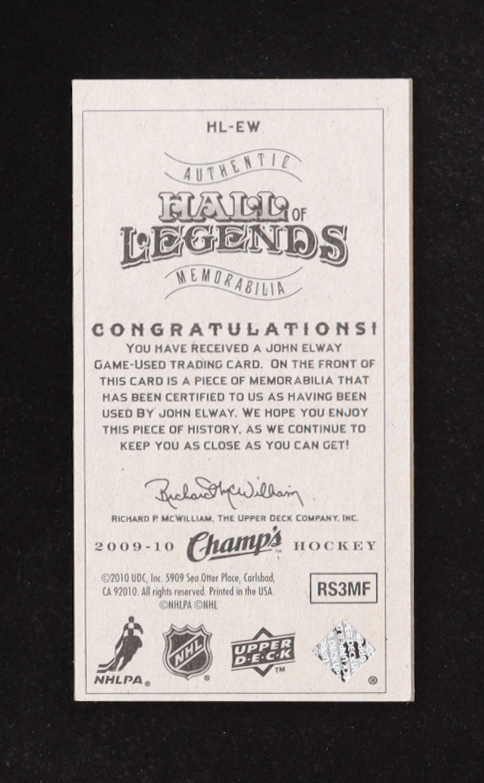 HL-EW
AUTHENTIC
HALL OF
LEGENDS
MEMORABILIA
CONGRATULATIONS!
YOU HAVE RECEIVED A JOHN ELWAY
GAME-USED TRADING CARD. ON THE FRONT OF
THIS CARD IS A PIECE OF MEMORABILIA THAT
HAS BEEN CERTIFIED TO US AS HAVING BEEN
USED BY JOHN ELWAY. WE HOPE YOU ENJOY
THIS PIECE OF HISTORY, AS WE CONTINUE TO
KEEP YOU AS CLOSE AS YOU CAN GET!
Richard McWilliam
RICHARD P. MCWILLIAM, THE UPPER DECK COMPANY, INC.
2009-10 Champ's™ HOCKEY
©2010 UDC, Inc. 5909 Sea Otter Place, Carlsbad,
CA 92010. All rights reserved. Printed in the USA.
©NHLPA ©NHL
RS3MF
NHLPA®
NHL®
UPPER
D·E·C·K™
®